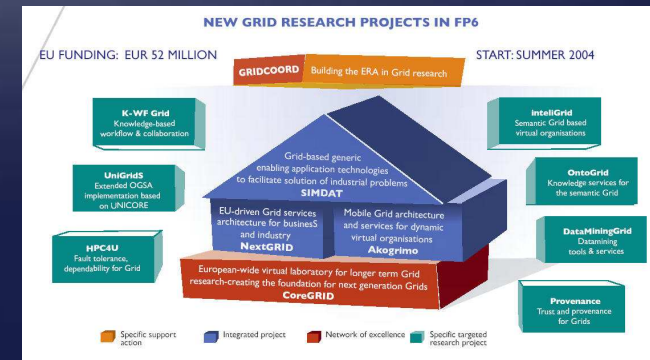 NEW GRID RESEARCH PROJECTS IN FP6
EU FUNDING: EUR 52 MILLION
START: SUMMER 2004
GRIDCOORD Building the ERA in Grid research
K-WF Grid
Knowledge-based
workflow & collaboration
inteliGrid
Semantic Grid based
virtual organisations
Grid-based generic
enabling application technologies
to facilitate solution of industrial problems
SIMDAT
UniGridS
Extended OGSA
implementation based
on UNICORE
OntoGrid
Knowledge services for
the semantic Grid
EU-driven Grid services
architecture for businesS
and industry
NextGRID
Mobile Grid architecture
and services for dynamic
virtual organisations
Akogrimo
HPC4U
Fault tolerance,
dependability for Grid
DataMiningGrid
Datamining
tools & services
European-wide virtual laboratory for longer term Grid
research-creating the foundation for next generation Grids
CoreGRID
Provenance
Trust and provenance
for Grids
Specific support
action
Integrated project
Network of excellence
Specific targeted
research project